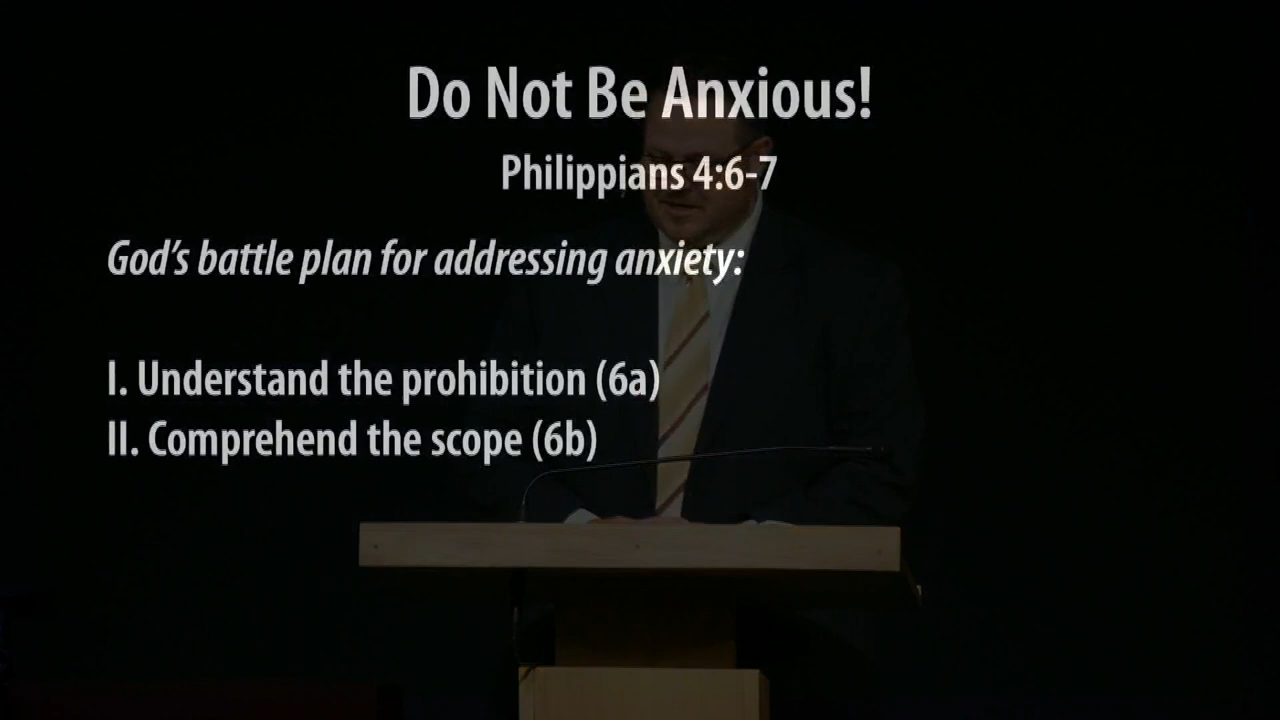 Do Not Be Anxious!
Philippians 4:6-7
God's battle plan for addressing anxiety:
I. Understand the prohibition (6a)
II. Comprehend the scope (6b)